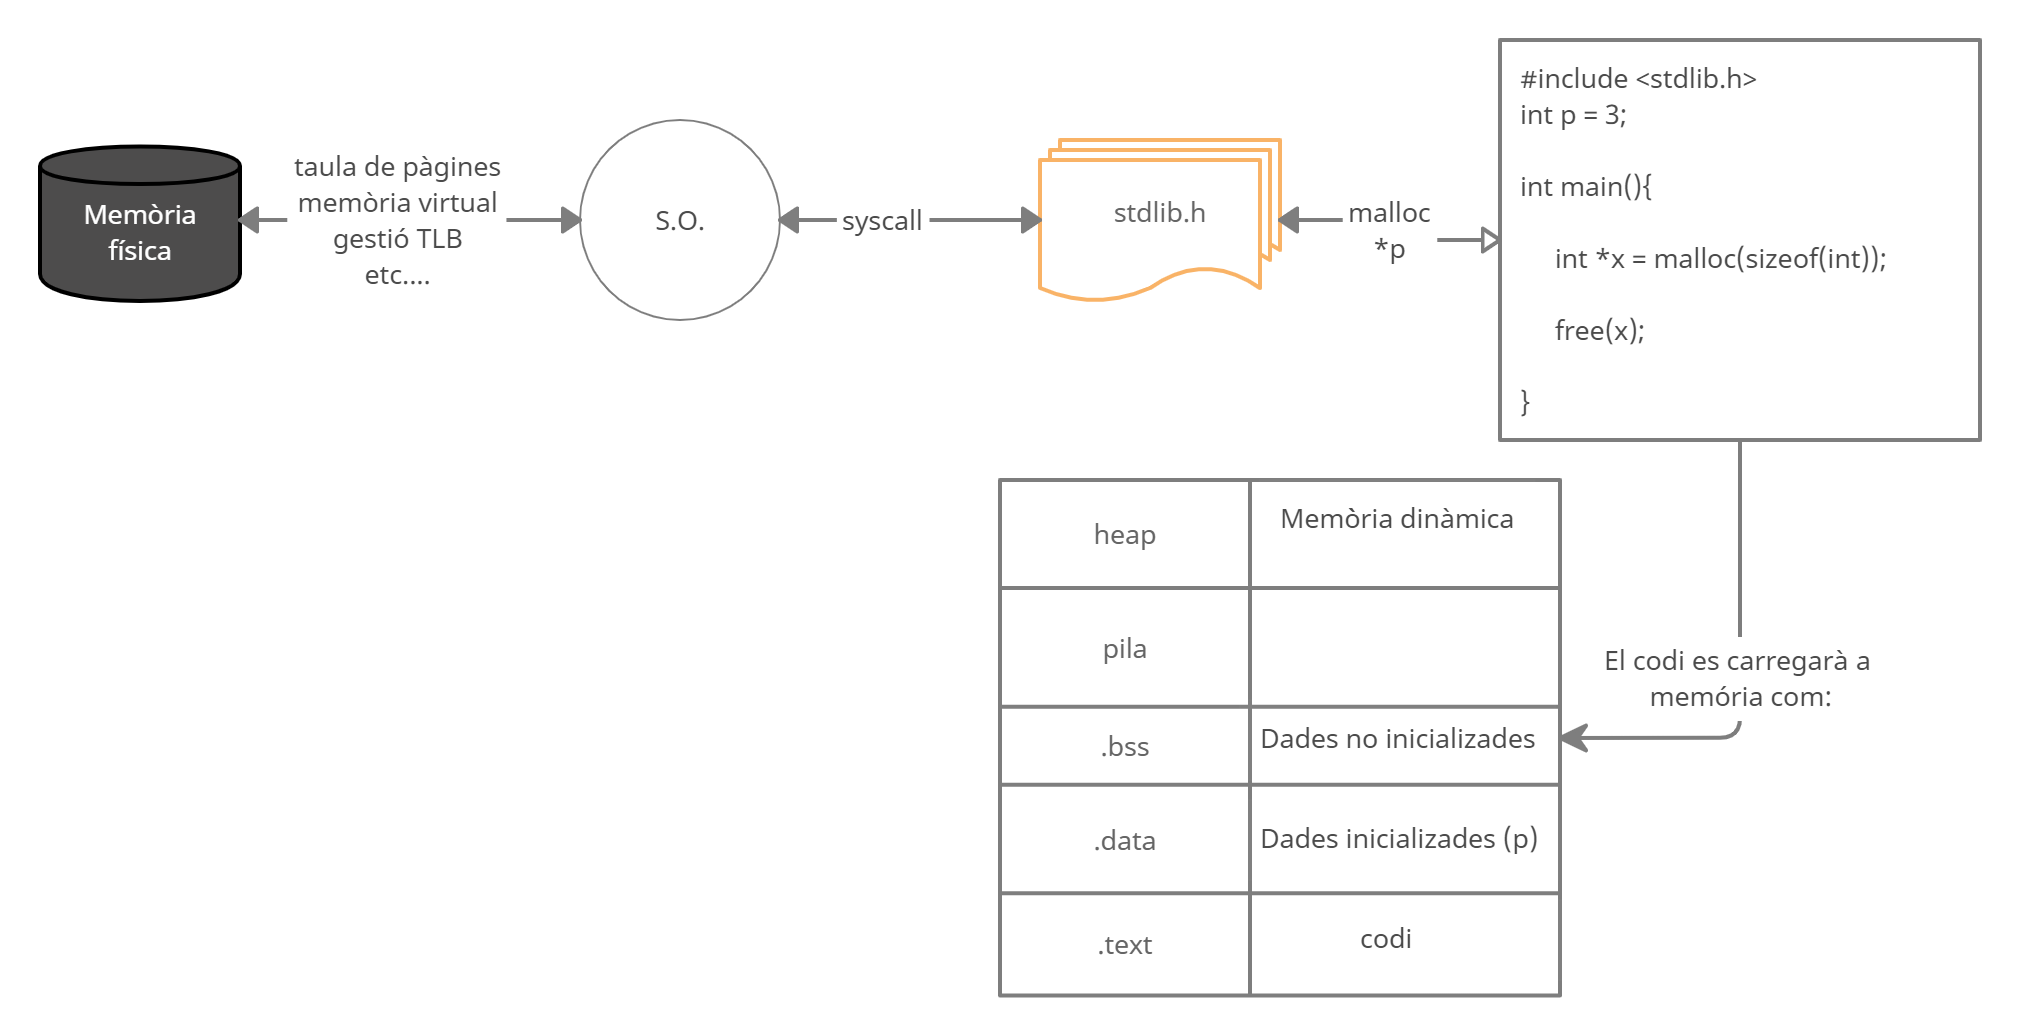 Memòria
física
taula de pàgines
memòria virtual
gestió TLB
etc....
S.O.
syscall
stdlib.h
malloc
*p
#include <stdlib.h>
int p = 3;
int main(){
int *x = malloc(sizeof(int));
free(x);
}
El codi es carregarà a
memória com:
heap
Memòria dinàmica
pila
.bss
Dades no inicializades
.data
Dades inicializades (p)
.text
codi